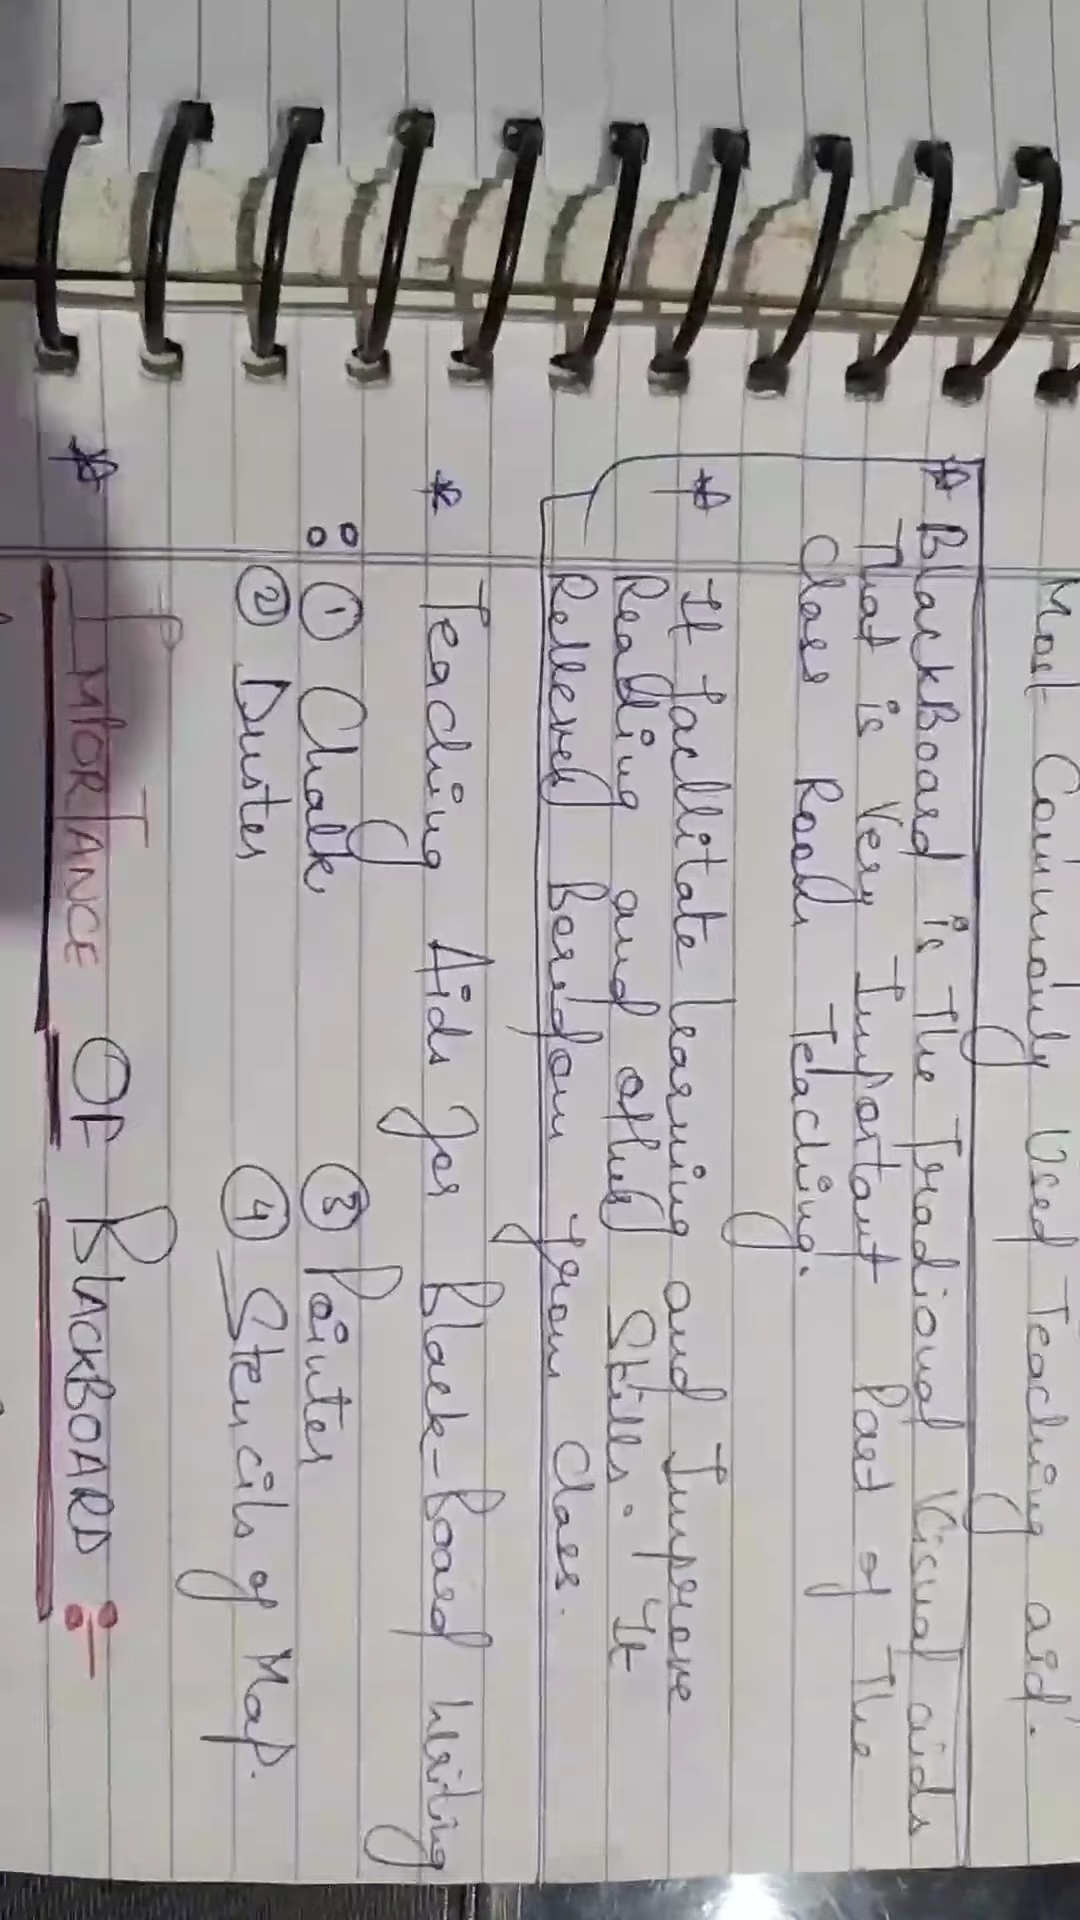 Most Commonly Used Teaching aid'.
☆ BlackBoard is The Tradional Visual aids
That is Very Important Part of The
Class Room Teaching.
☆ It facllitate learning and Improve
Reading and other Skills. It
Relleves Boredom from Class.
☆ Teaching Aids for Black-Board writing
: ① Chalk ③ Pointer
② Duster ④ Stencils of Map.
☆ IMPORTANCE OF BLACKBOARD :-